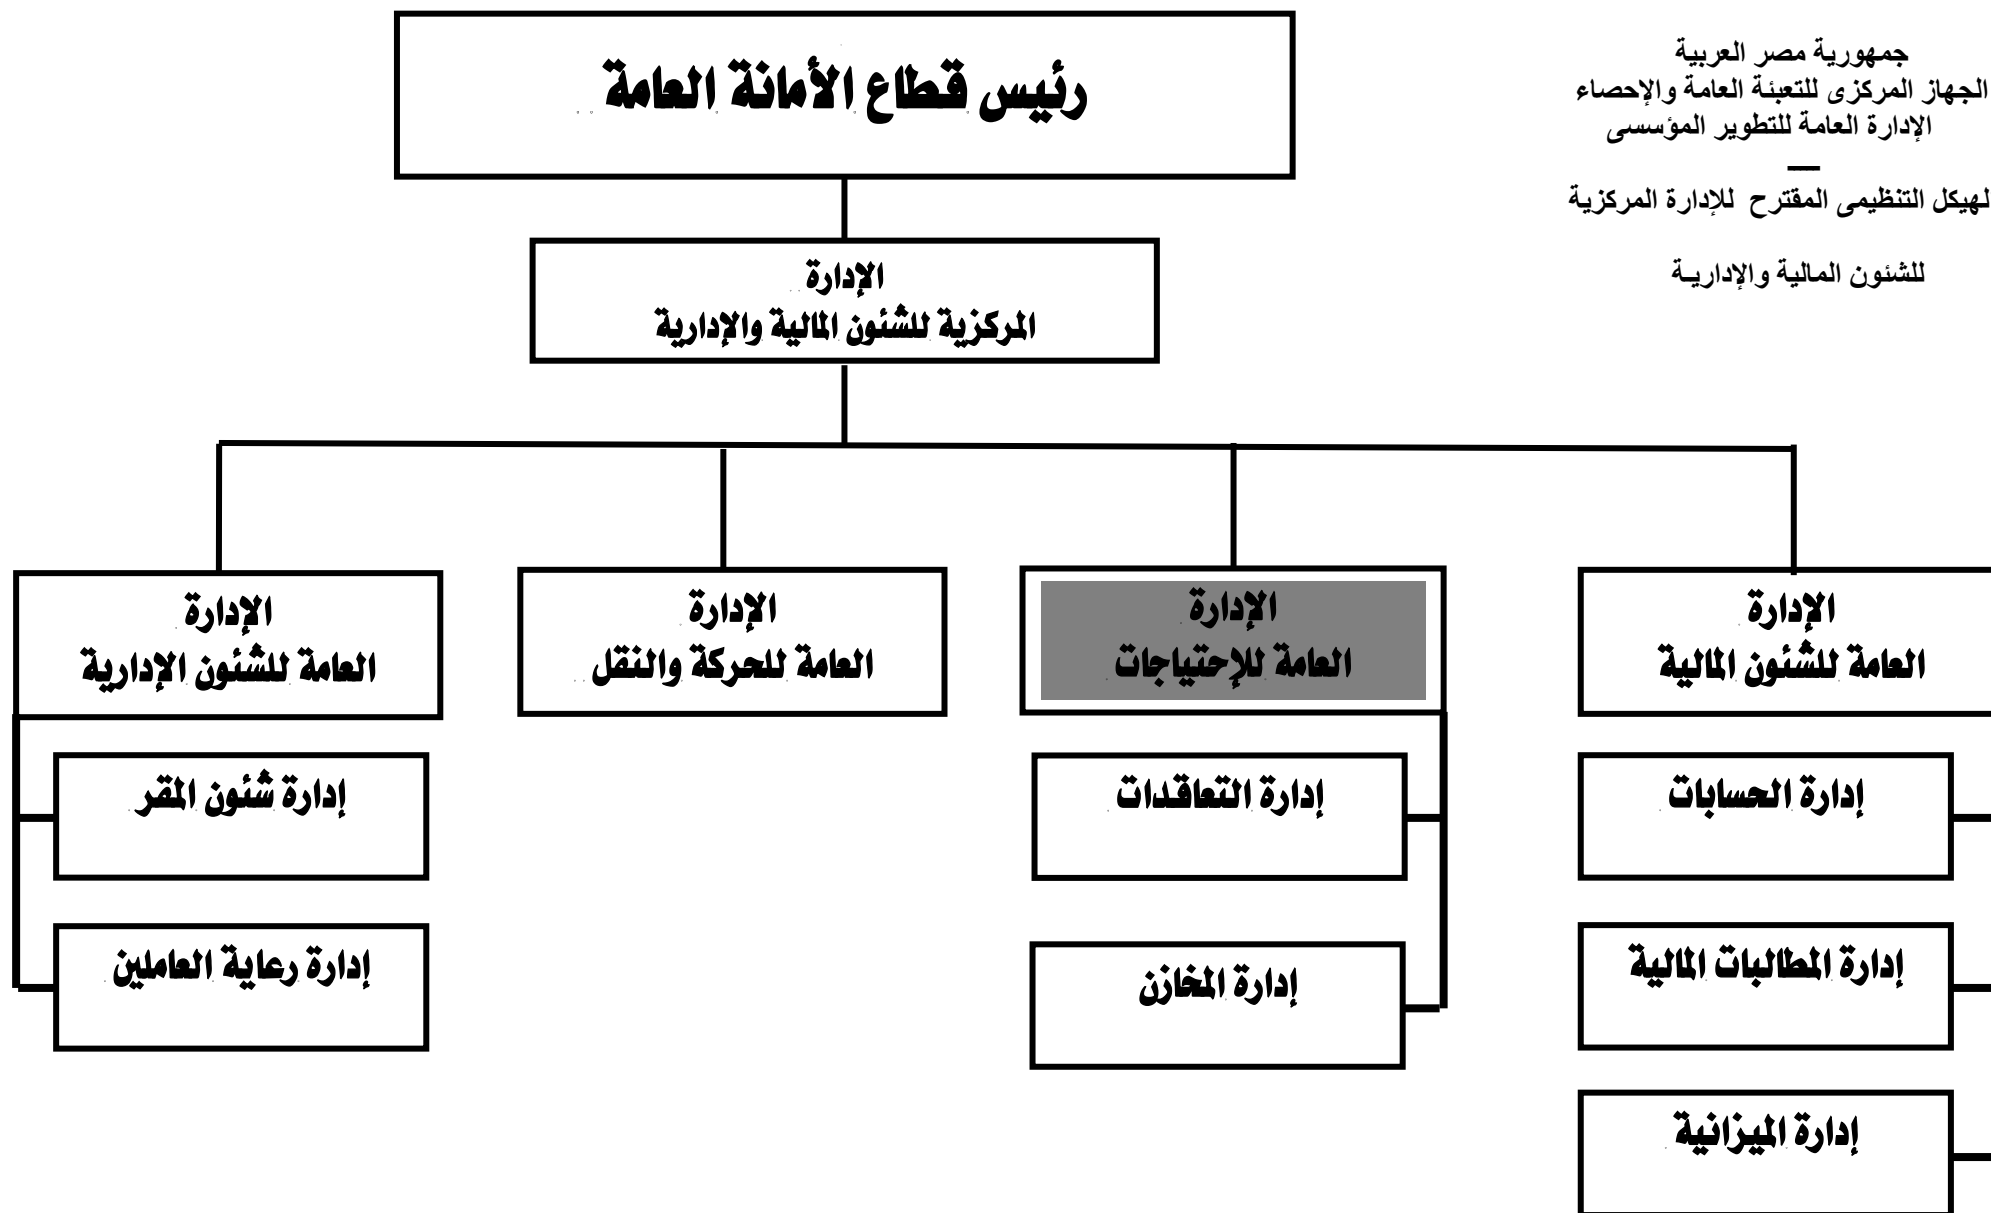 جمهورية مصر العربية
الجهاز المركزى للتعبئة العامة والإحصاء
الإدارة العامة للتطوير المؤسسى
لهيكل التنظيمى المقترح للإدارة المركزية
للشئون المالية والإداريـة
رئيس قطاع الأمانة العامة
الإدارة
المركزية للشئون المالية والإدارية
الإدارة
العامة للشئون المالية
الإدارة
العامة للإحتياجات
الإدارة
العامة للحركة والنقل
الإدارة
العامة للشئون الإدارية
إدارة الحسابات
إدارة التعاقدات
إدارة شئون المقر
إدارة المطالبات المالية
إدارة المخازن
إدارة رعاية العاملين
إدارة الميزانية